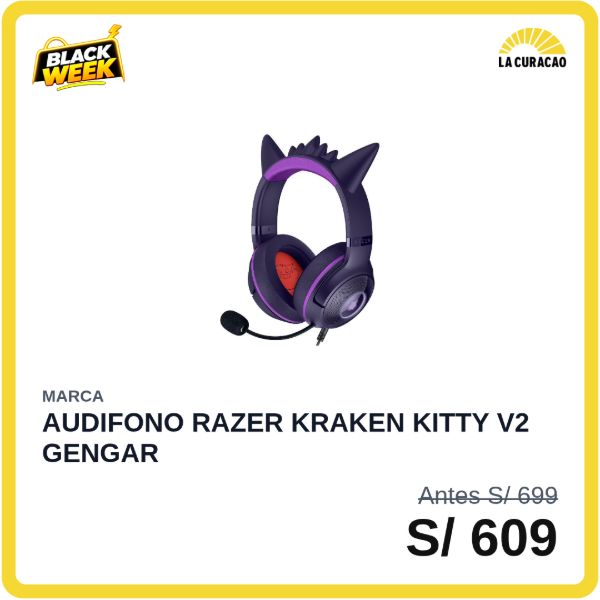 BLACK
WEEK
LA CURACAO
MARCA
AUDIFONO RAZER KRAKEN KITTY V2
GENGAR
Antes S/ 699
S/ 609